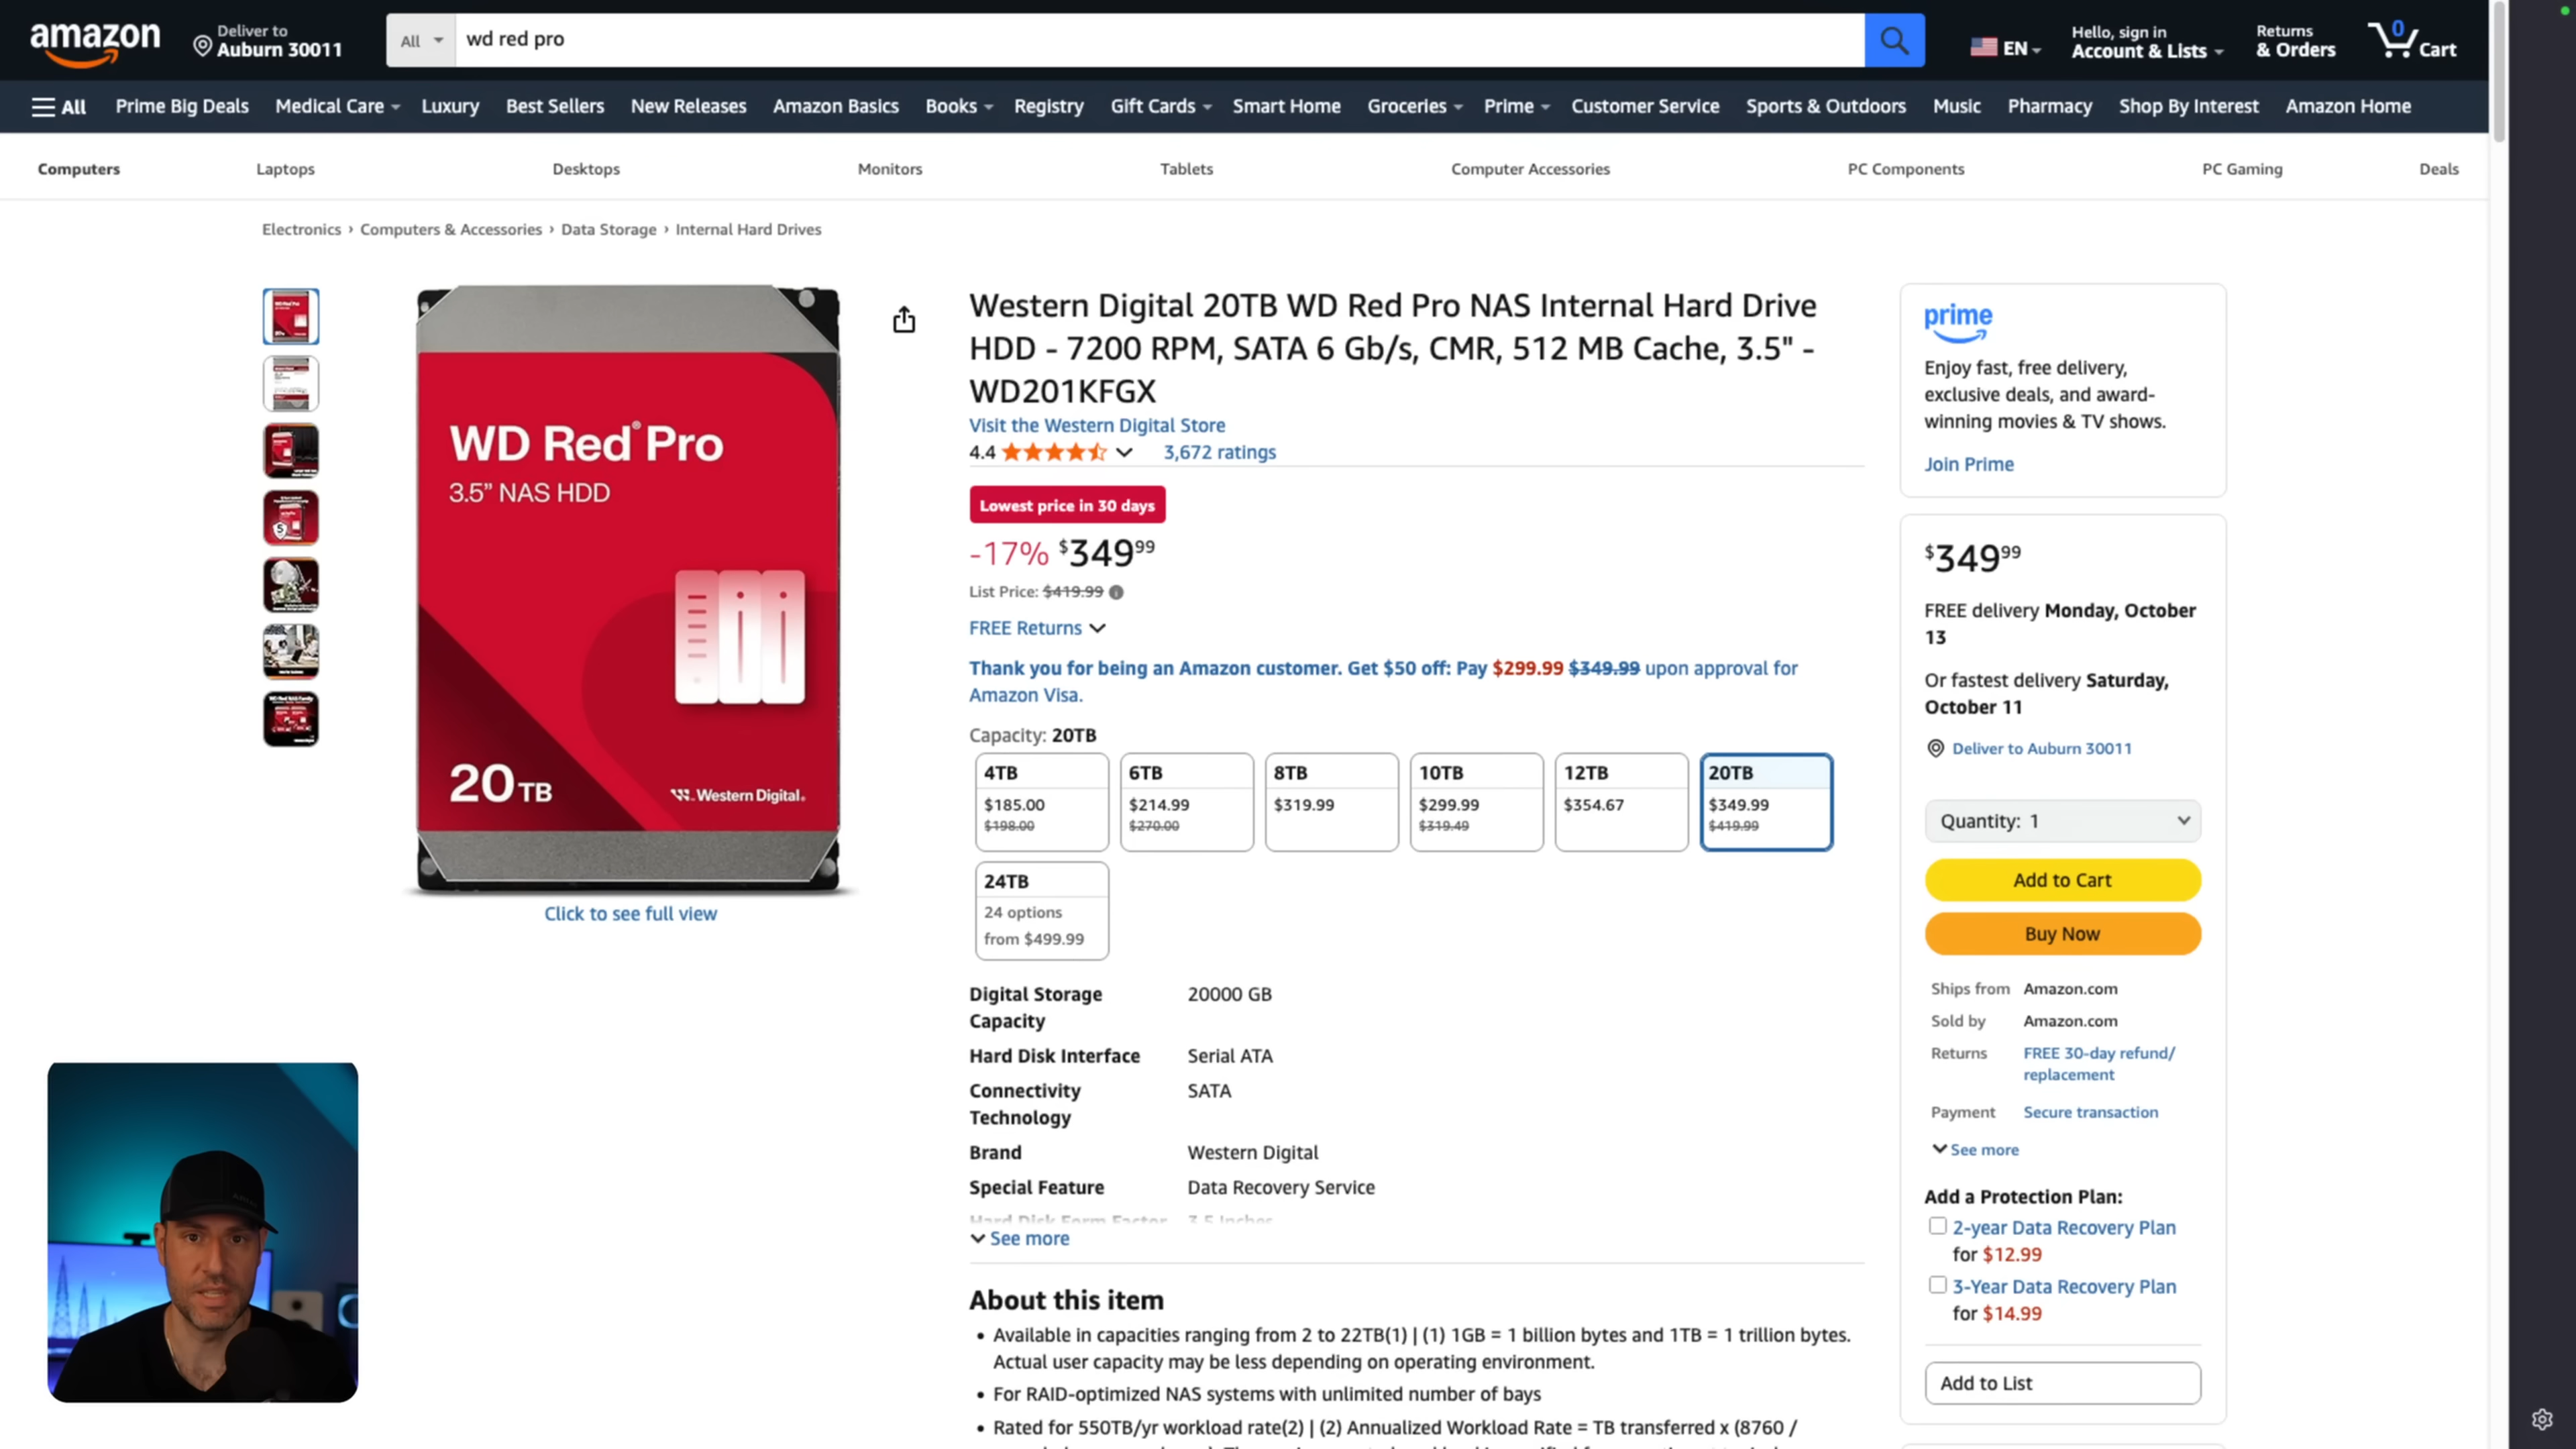 amazon
Deliver to
Auburn 30011
All
wd red pro
EN
Hello, sign in
Account & Lists
Returns
& Orders
0
Cart
All
Prime Big Deals
Medical Care
Luxury
Best Sellers
New Releases
Amazon Basics
Books
Registry
Gift Cards
Smart Home
Groceries
Prime
Customer Service
Sports & Outdoors
Music
Pharmacy
Shop By Interest
Amazon Home
Computers
Laptops
Desktops
Monitors
Tablets
Computer Accessories
PC Components
PC Gaming
Deals
Electronics › Computers & Accessories › Data Storage › Internal Hard Drives
WD Red® Pro
3.5” NAS HDD
20TB
Western Digital®
Click to see full view
Western Digital 20TB WD Red Pro NAS Internal Hard Drive
HDD - 7200 RPM, SATA 6 Gb/s, CMR, 512 MB Cache, 3.5" -
WD201KFGX
Visit the Western Digital Store
4.4
3,672 ratings
Lowest price in 30 days
-17% $349 99
List Price: $419.99
FREE Returns
Thank you for being an Amazon customer. Get $50 off: Pay $299.99 $349.99 upon approval for
Amazon Visa.
Capacity: 20TB
4TB
$185.00
$198.00
6TB
$214.99
$270.00
8TB
$319.99
10TB
$299.99
$319.49
12TB
$354.67
20TB
$349.99
$419.99
24TB
24 options
from $499.99
Digital Storage
Capacity
20000 GB
Hard Disk Interface
Serial ATA
Connectivity
Technology
SATA
Brand
Western Digital
Special Feature
Data Recovery Service
Hard Disk Form Factor
3.5 Inches
See more
About this item
• Available in capacities ranging from 2 to 22TB(1) | (1) 1GB = 1 billion bytes and 1TB = 1 trillion bytes.
Actual user capacity may be less depending on operating environment.
• For RAID-optimized NAS systems with unlimited number of bays
• Rated for 550TB/yr workload rate(2) | (2) Annualized Workload Rate = TB transferred x (8760 /
prime
Enjoy fast, free delivery,
exclusive deals, and award-
winning movies & TV shows.
Join Prime
$349 99
FREE delivery Monday, October
13
Or fastest delivery Saturday,
October 11
Deliver to Auburn 30011
Quantity: 1
Add to Cart
Buy Now
Ships from
Amazon.com
Sold by
Amazon.com
Returns
FREE 30-day refund/
replacement
Payment
Secure transaction
See more
Add a Protection Plan:
2-year Data Recovery Plan
for $12.99
3-Year Data Recovery Plan
for $14.99
Add to List